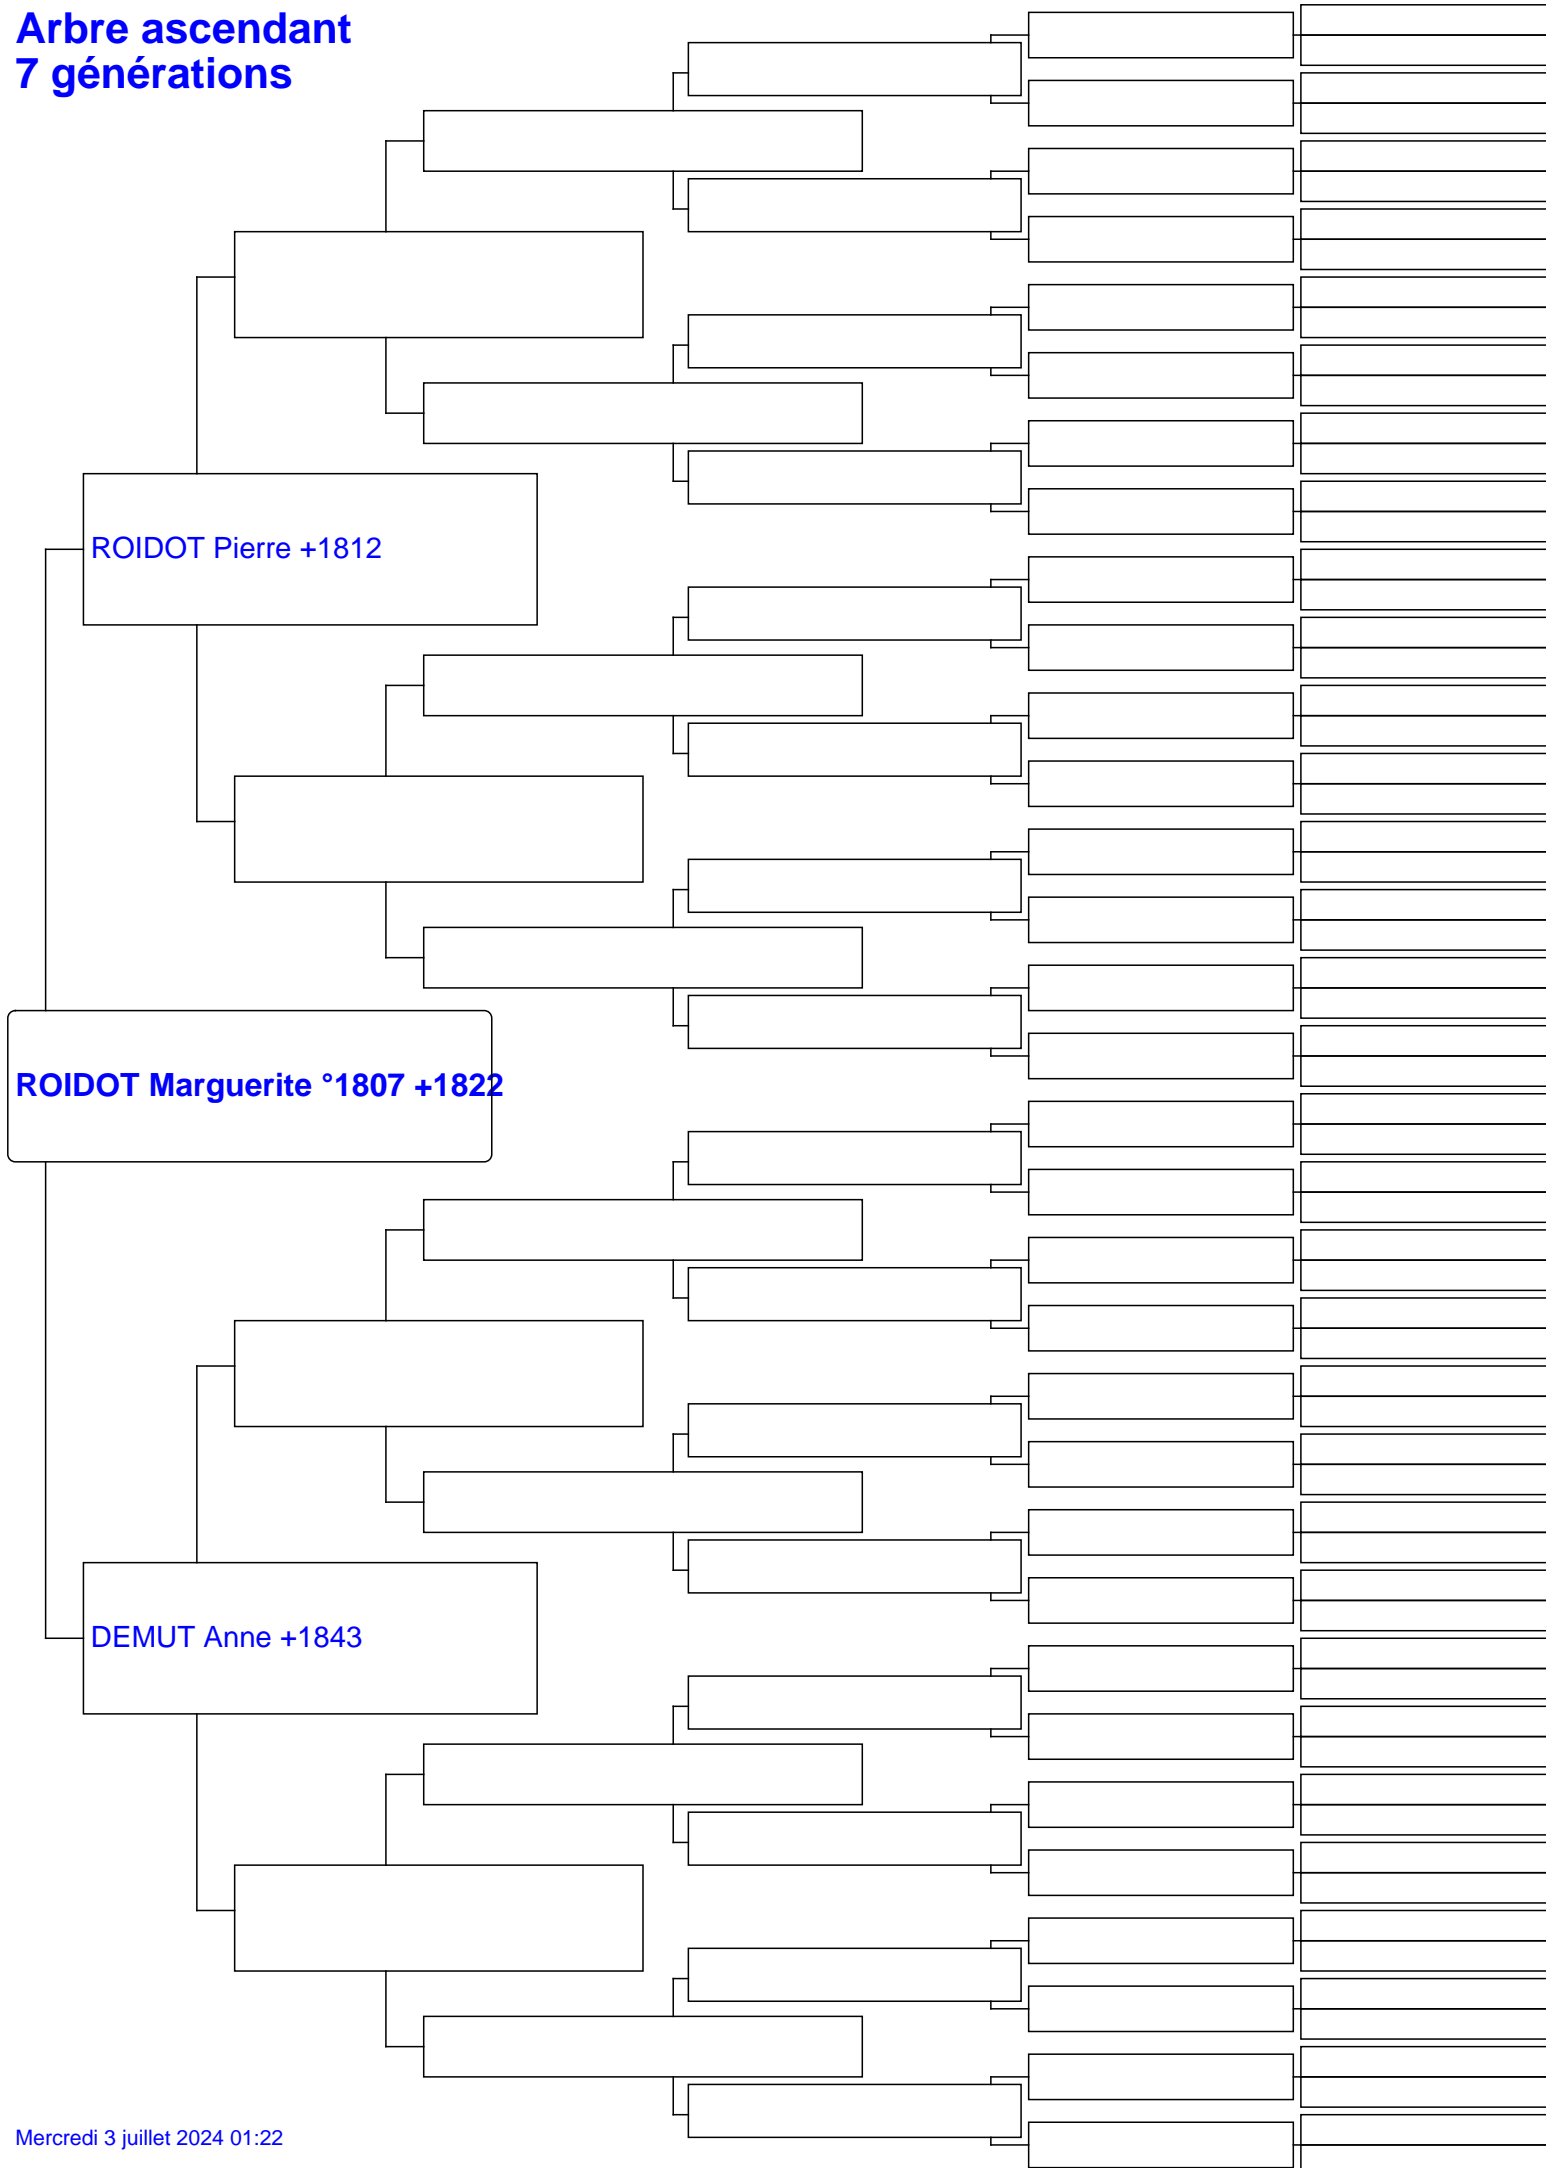 Arbre ascendant
7 générations
ROIDOT Pierre +1812
ROIDOT Marguerite °1807 +1822
DEMUT Anne +1843
Mercredi 3 juillet 2024 01:22